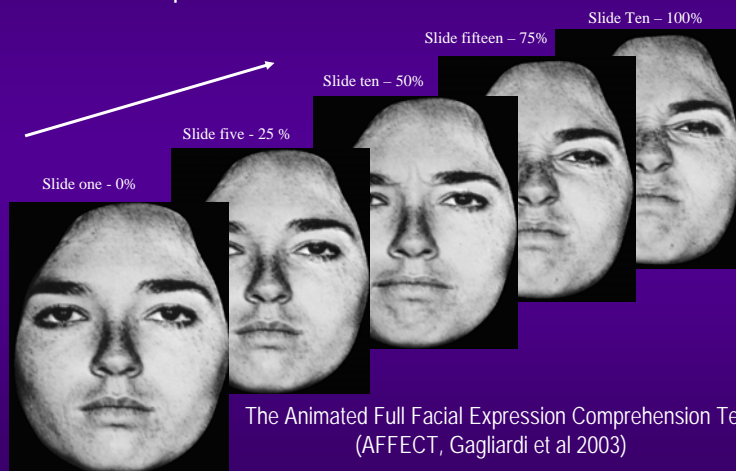 Slide one - 0%
Slide five - 25 %
Slide ten – 50%
Slide fifteen – 75%
Slide Ten – 100%
The Animated Full Facial Expression Comprehension Te
(AFFECT, Gagliardi et al 2003)